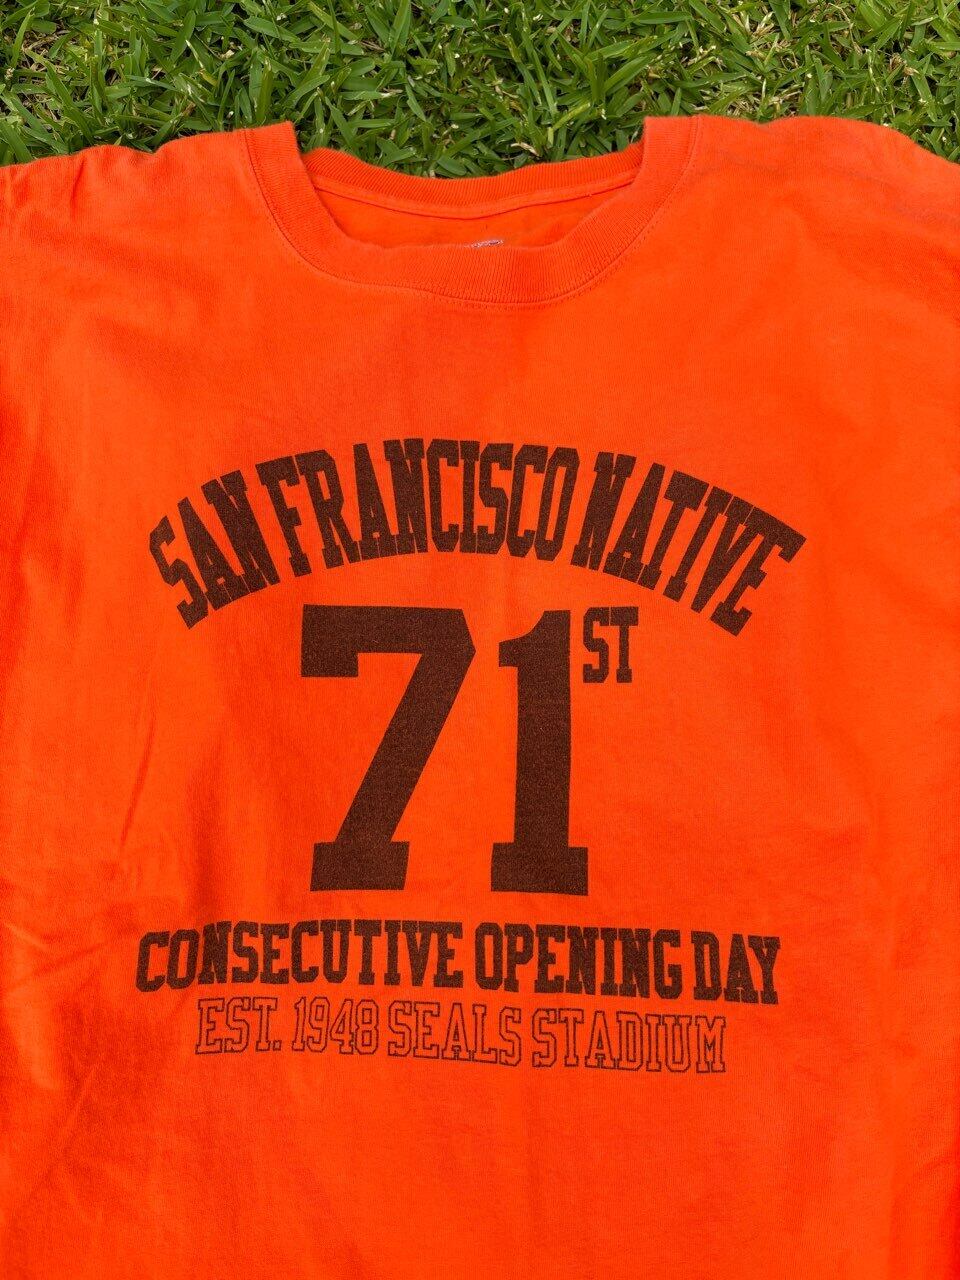 SAN FRANCISCO NATIVE
71ST
CONSECUTIVE OPENING DAY
EST. 1948 SEALS STADIUM